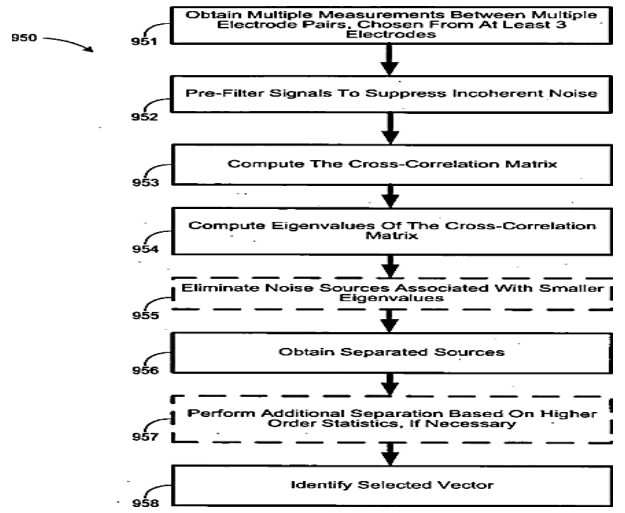 950
Obtain Multiple Measurements Between Multiple
Electrode Pairs, Chosen From At Least 3
Electrodes
951
Pre-Filter Signals To Suppress Incoherent Noise
952
Compute The Cross-Correlation Matrix
953
Compute Eigenvalues Of The Cross-Correlation
Matrix
954
Eliminate Noise Sources Associated With Smaller
Eigenvalues
955
Obtain Separated Sources
956
Perform Additional Separation Based On Higher
Order Statistics, If Necessary
957
Identify Selected Vector
958